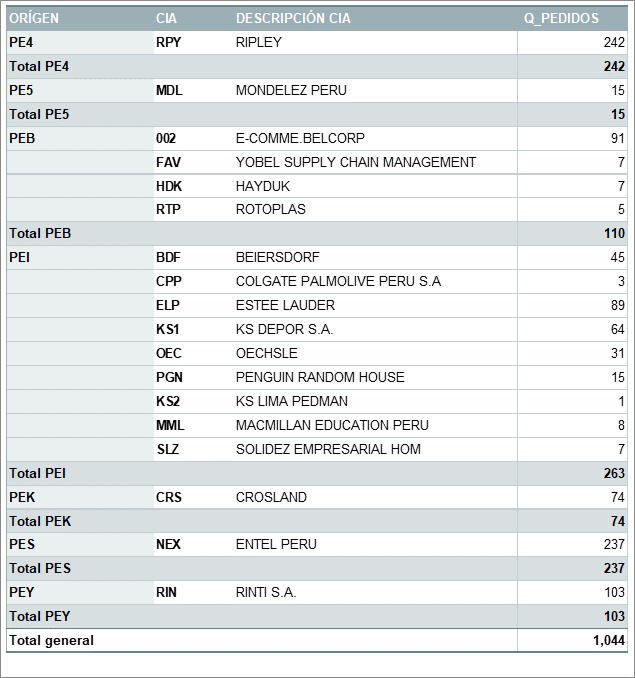 ORÍGEN CIA DESCRIPCIÓN CIA Q_PEDIDOS
PE4 RPY RIPLEY 242
Total PE4 242
PE5 MDL MONDELEZ PERU 15
Total PE5 15
PEB 002 E-COMME.BELCORP 91
FAV YOBEL SUPPLY CHAIN MANAGEMENT 7
HDK HAYDUK 7
RTP ROTOPLAS 5
Total PEB 110
PEI BDF BEIERSDORF 45
CPP COLGATE PALMOLIVE PERU S.A 3
ELP ESTEE LAUDER 89
KS1 KS DEPOR S.A. 64
OEC OECHSLE 31
PGN PENGUIN RANDOM HOUSE 15
KS2 KS LIMA PEDMAN 1
MML MACMILLAN EDUCATION PERU 8
SLZ SOLIDEZ EMPRESARIAL HOM 7
Total PEI 263
PEK CRS CROSLAND 74
Total PEK 74
PES NEX ENTEL PERU 237
Total PES 237
PEY RIN RINTI S.A. 103
Total PEY 103
Total general 1,044